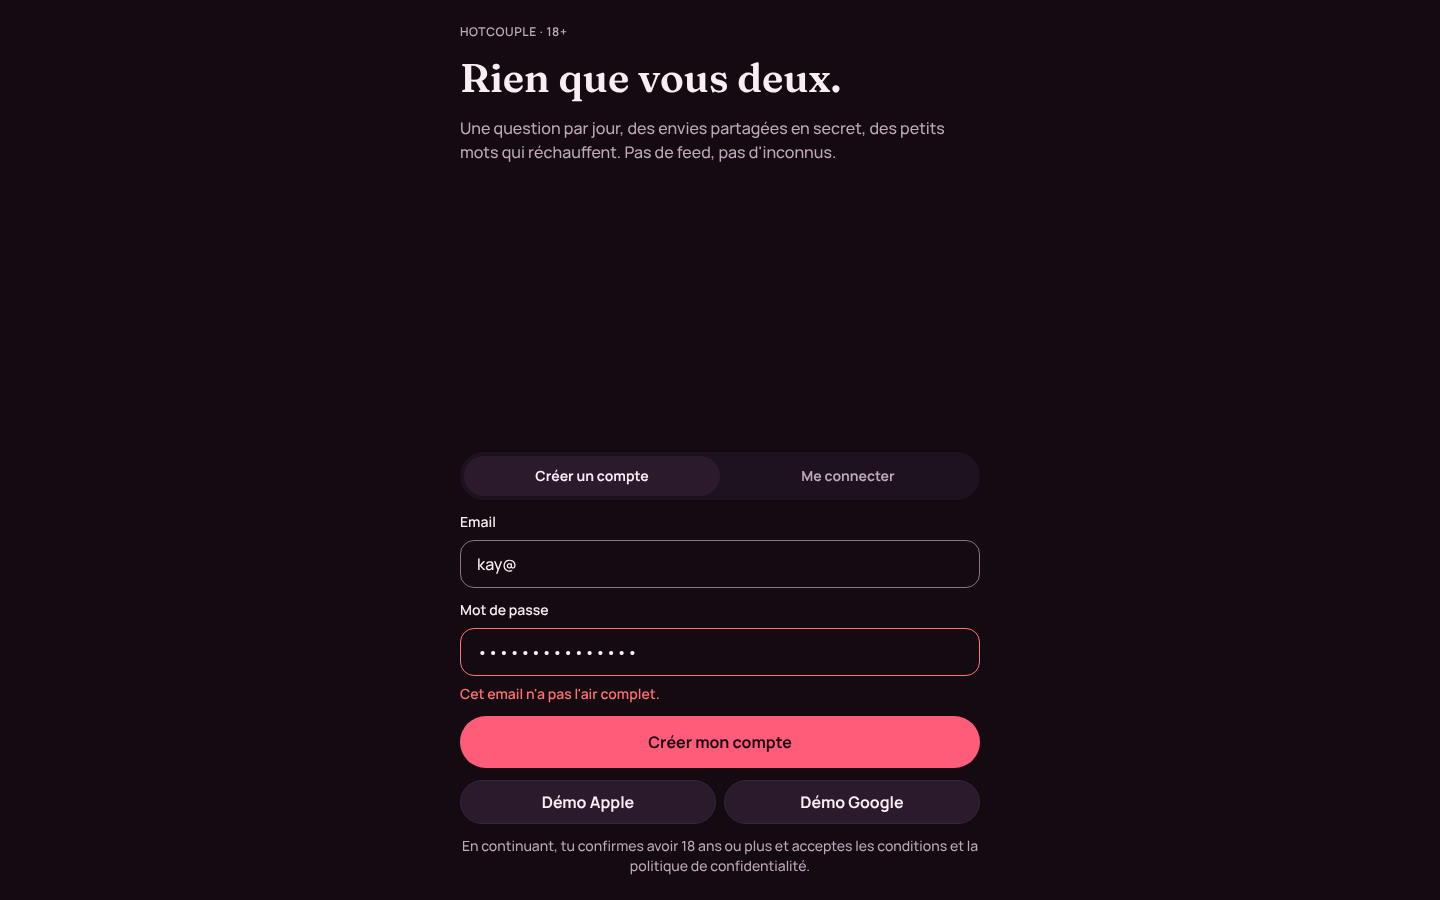 HOTCOUPLE · 18+
Rien que vous deux.
Une question par jour, des envies partagées en secret, des petits
mots qui réchauffent. Pas de feed, pas d'inconnus.
Créer un compte
Me connecter
Email
kay@
Mot de passe
•••••••••••••••
Cet email n'a pas l'air complet.
Créer mon compte
Démo Apple
Démo Google
En continuant, tu confirmes avoir 18 ans ou plus et acceptes les conditions et la
politique de confidentialité.